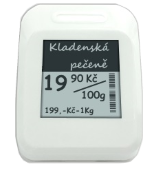 Kladenská
pečeně
19 90 Kč/
100g
199,-Kč-1Kg